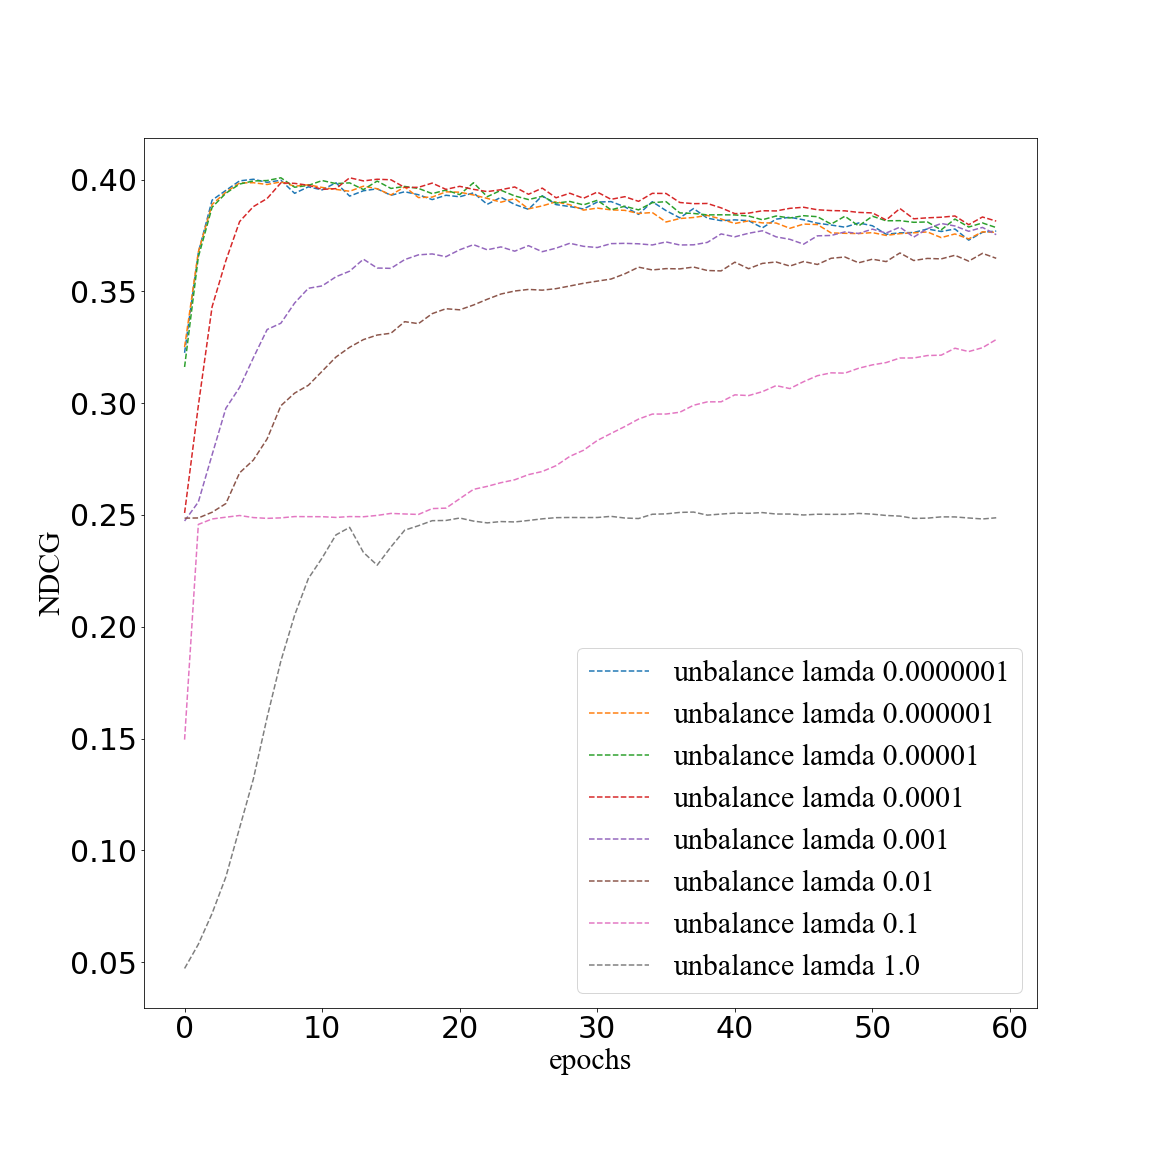 0.40
0.35
0.30
0.25
0.20
0.15
0.10
0.05
NDCG
unbalance lamda 0.0000001
unbalance lamda 0.000001
unbalance lamda 0.00001
unbalance lamda 0.0001
unbalance lamda 0.001
unbalance lamda 0.01
unbalance lamda 0.1
unbalance lamda 1.0
0 10 20 30 40 50 60
epochs